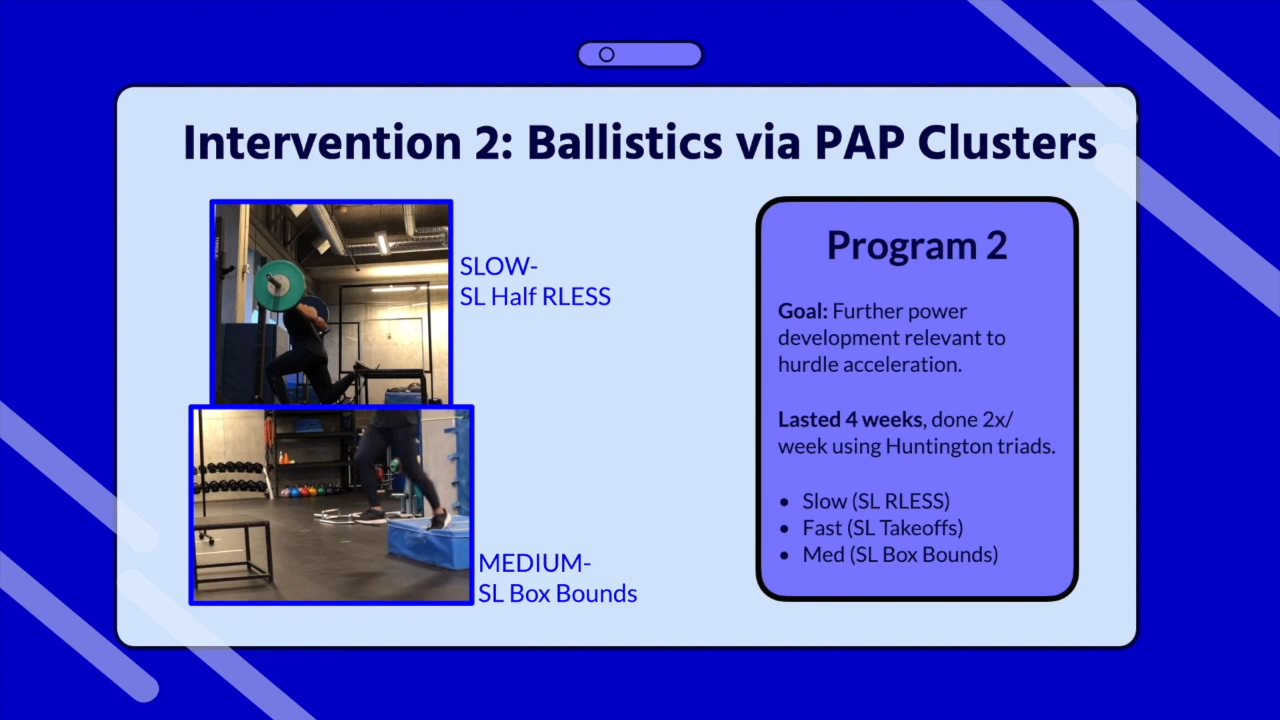 Intervention 2: Ballistics via PAP Clusters
SLOW-
SL Half RLESS
MEDIUM-
SL Box Bounds
Program 2
Goal: Further power
development relevant to
hurdle acceleration.
Lasted 4 weeks, done 2x/
week using Huntington triads.
• Slow (SL RLESS)
• Fast (SL Takeoffs)
• Med (SL Box Bounds)